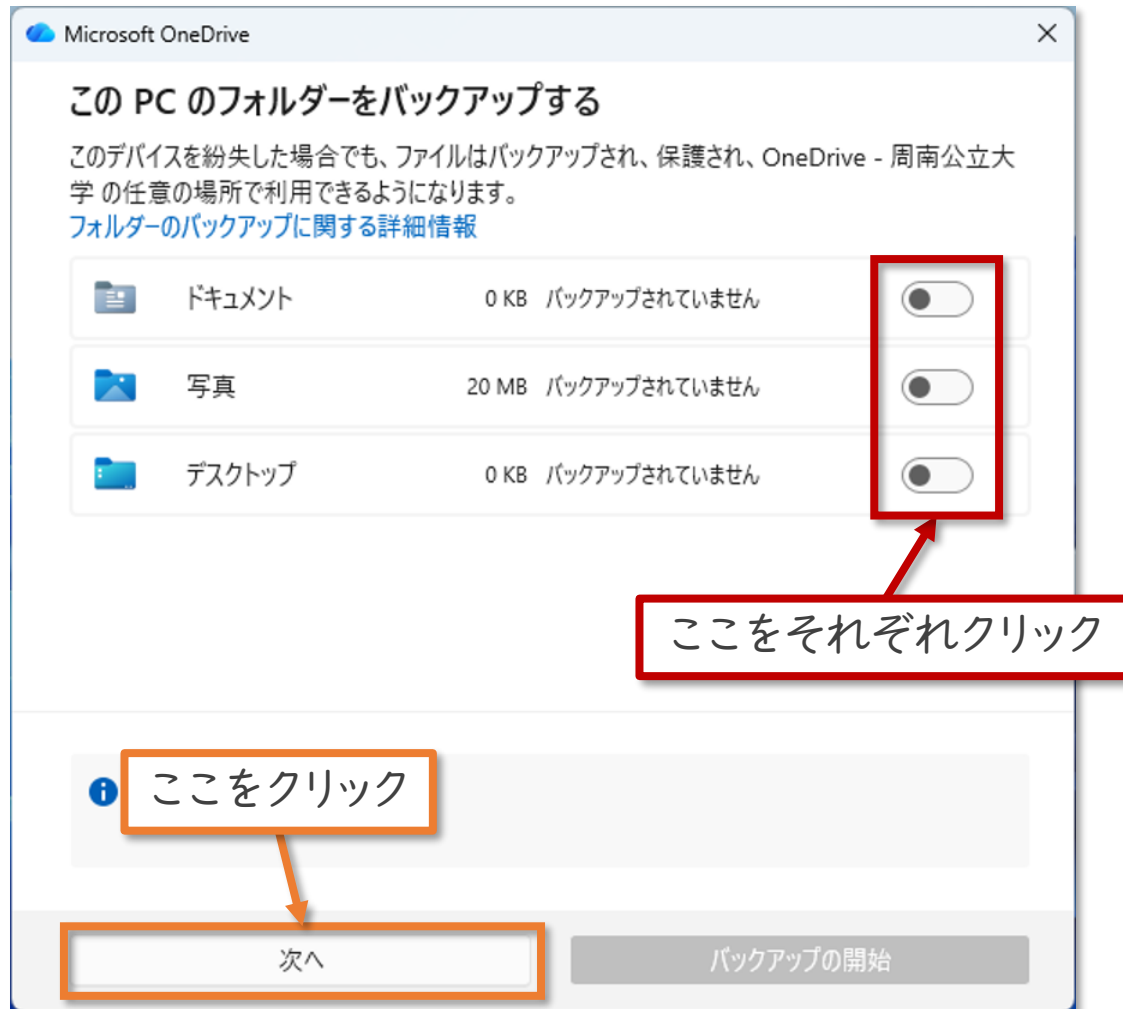 Microsoft OneDrive
この PC のフォルダーをバックアップする
このデバイスを紛失した場合でも、ファイルはバックアップされ、保護され、OneDrive - 周南公立大
学 の任意の場所で利用できるようになります。
フォルダーのバックアップに関する詳細情報
ドキュメント 0 KB バックアップされていません
写真 20 MB バックアップされていません
デスクトップ 0 KB バックアップされていません
ここをそれぞれクリック
ここをクリック
次へ バックアップの開始